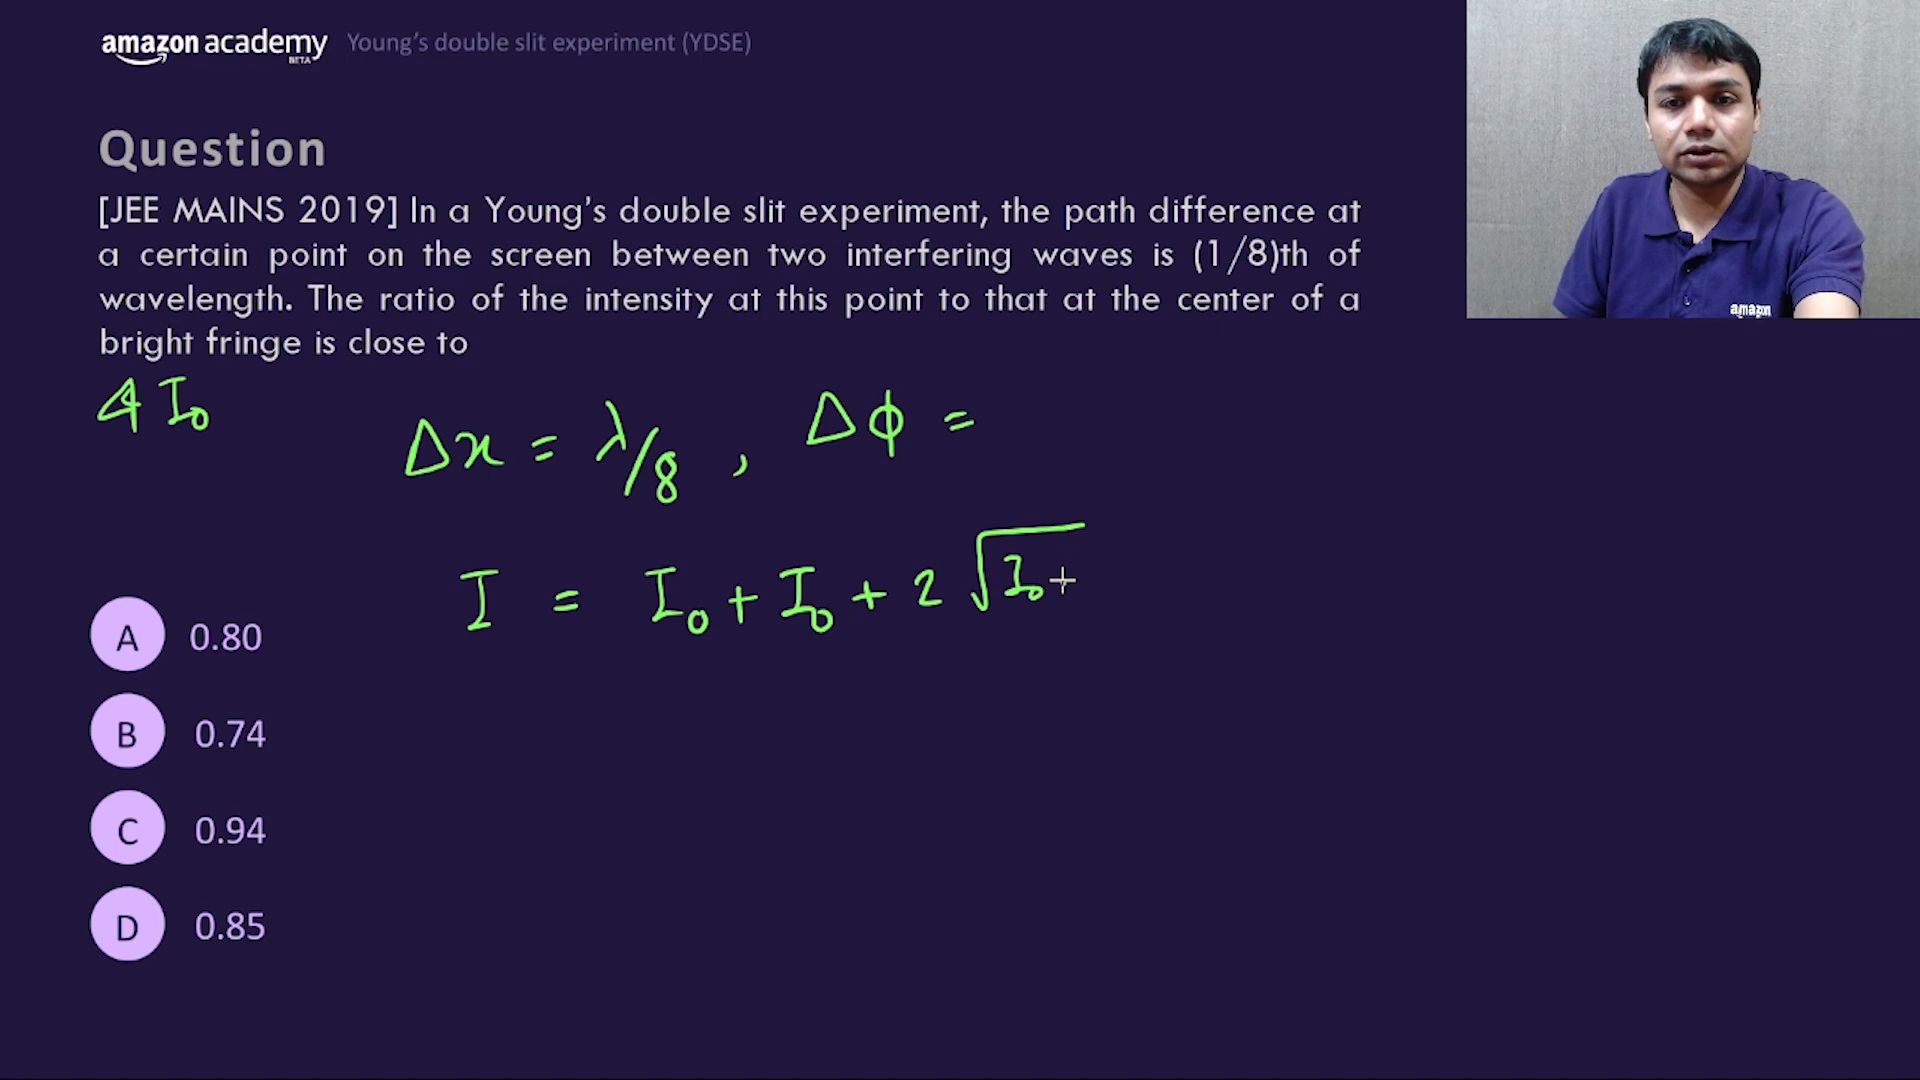 amazon academy Young's double slit experiment (YDSE)
BETA
amazon
Question
[JEE MAINS 2019] In a Young's double slit experiment, the path difference at
a certain point on the screen between two interfering waves is (1/8)th of
wavelength. The ratio of the intensity at this point to that at the center of a
bright fringe is close to
4 I₀
Δx = λ/8 , Δϕ =
I = I₀ + I₀ + 2 √I₀
A 0.80
B 0.74
C 0.94
D 0.85